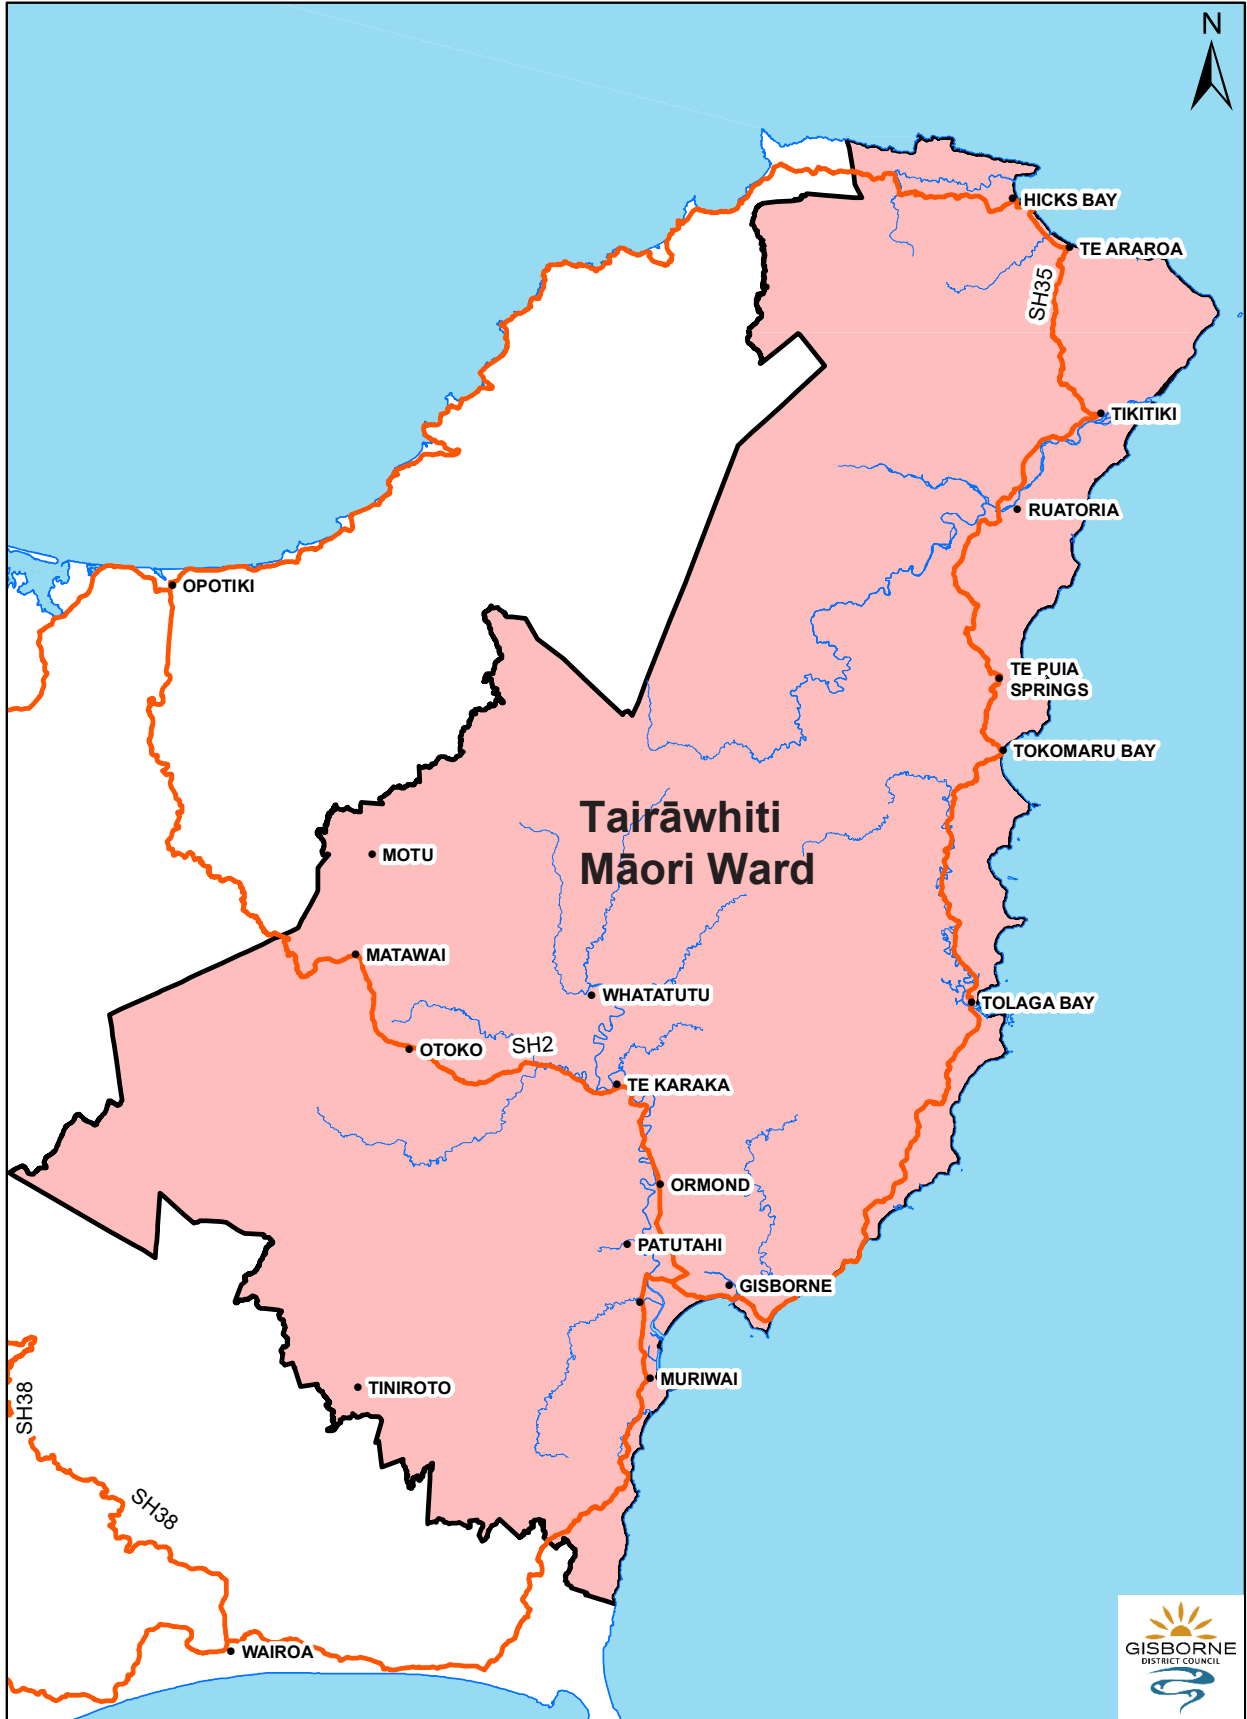 N
HICKS BAY
TE ARAROA
SH35
TIKITIKI
RUATORIA
OPOTIKI
TE PUIA
SPRINGS
TOKOMARU BAY
Tairāwhiti
Māori Ward
MOTU
MATAWAI
WHATATUTU
TOLAGA BAY
OTOKO
SH2
TE KARAKA
ORMOND
PATUTAHI
GISBORNE
MURIWAI
TINIROTO
SH38
SH38
WAIROA
GISBORNE
DISTRICT COUNCIL